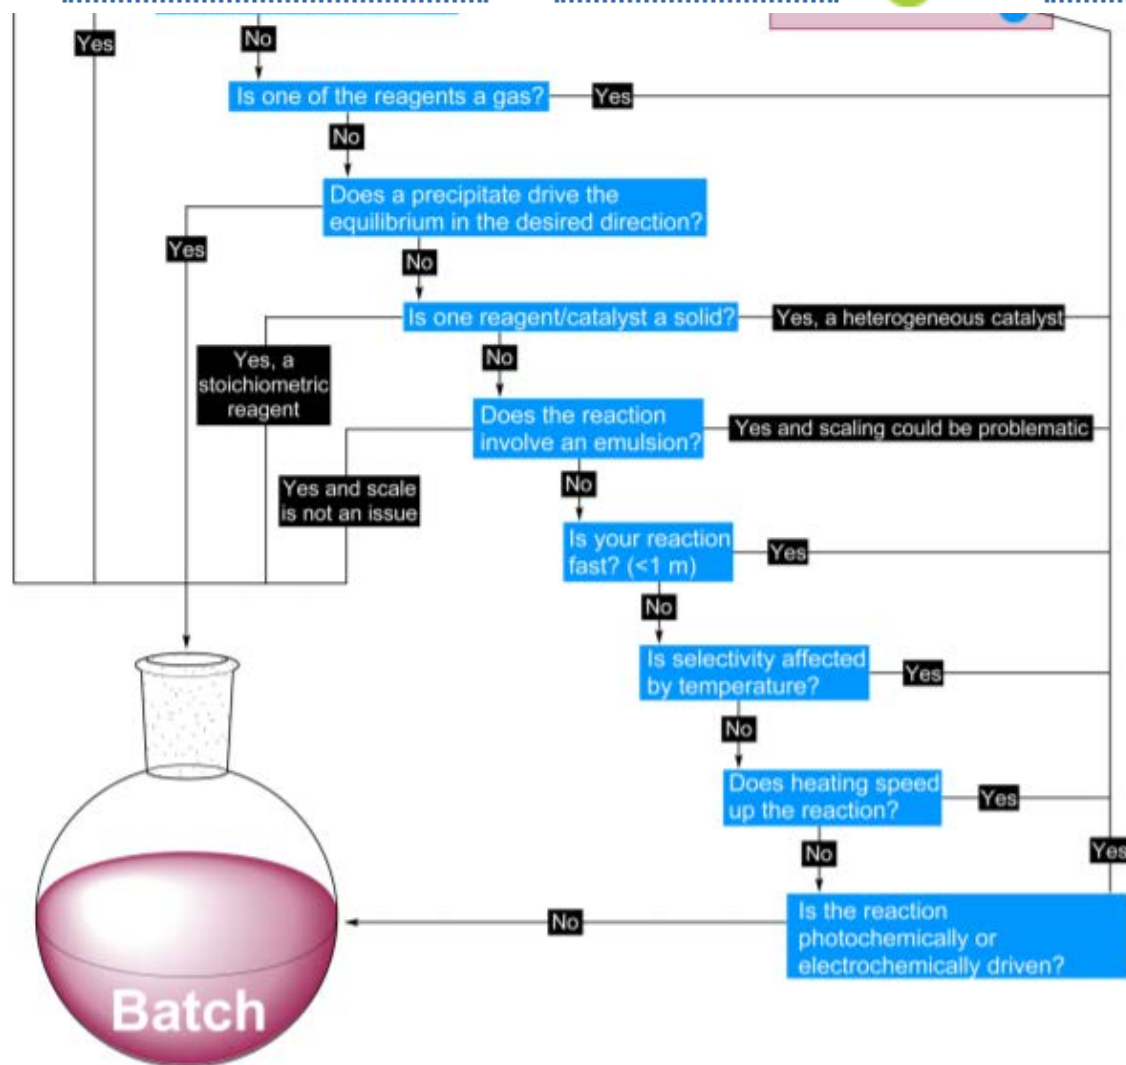 Yes
No
Is one of the reagents a gas?
Yes
No
Does a precipitate drive the
equilibrium in the desired direction?
Yes
No
Is one reagent/catalyst a solid?
Yes, a heterogeneous catalyst
Yes, a
stoichiometric
reagent
No
Does the reaction
involve an emulsion?
Yes and scaling could be problematic
Yes and scale
is not an issue
No
Is your reaction
fast? (<1 m)
Yes
No
Is selectivity affected
by temperature?
Yes
No
Does heating speed
up the reaction?
Yes
No
Yes
Is the reaction
photochemically or
electrochemically driven?
No
Batch